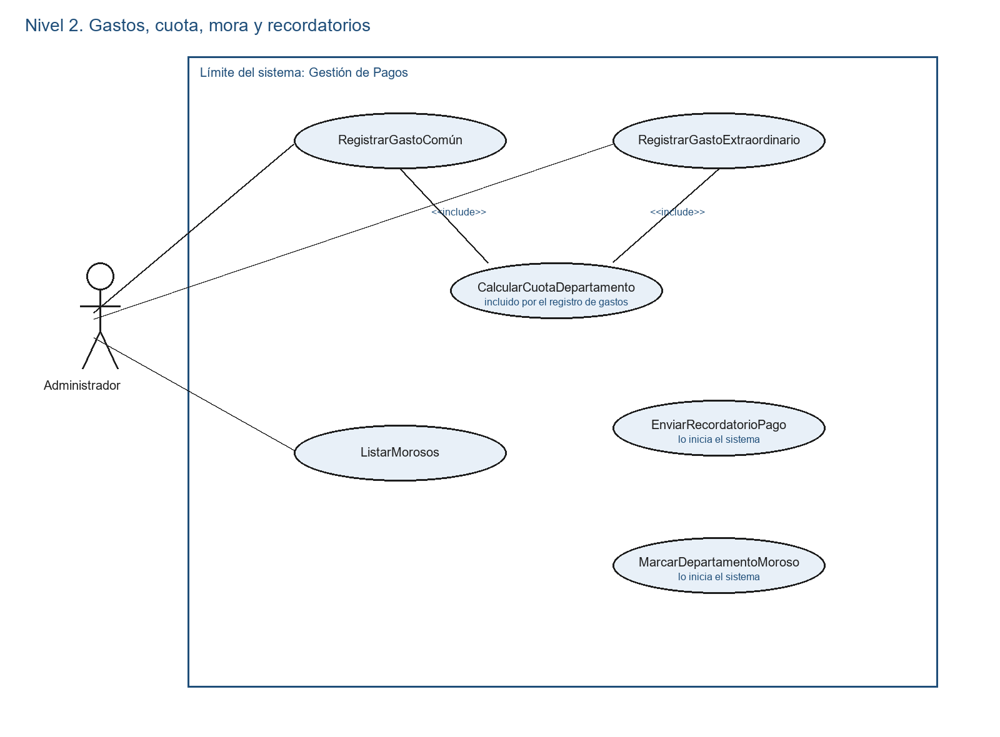 Nivel 2. Gastos, cuota, mora y recordatorios
Límite del sistema: Gestión de Pagos
RegistrarGastoComún
RegistrarGastoExtraordinario
<<include>>
<<include>>
CalcularCuotaDepartamento
incluido por el registro de gastos
Administrador
EnviarRecordatorioPago
lo inicia el sistema
ListarMorosos
MarcarDepartamentoMoroso
lo inicia el sistema